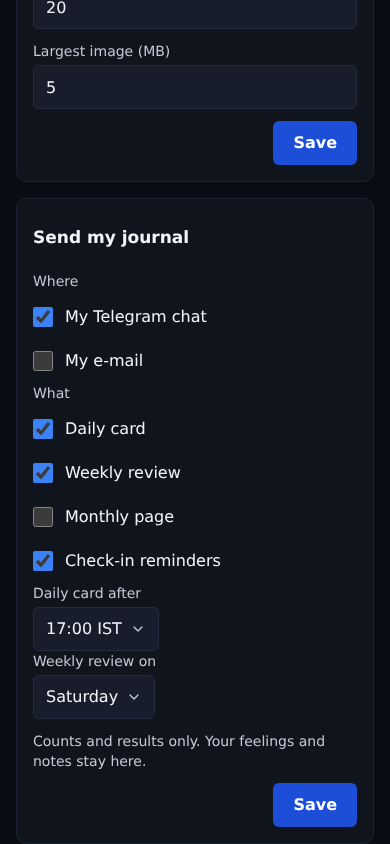 20
Largest image (MB)
5
Save
Send my journal
Where
My Telegram chat
My e-mail
What
Daily card
Weekly review
Monthly page
Check-in reminders
Daily card after
17:00 IST
Weekly review on
Saturday
Counts and results only. Your feelings and
notes stay here.
Save